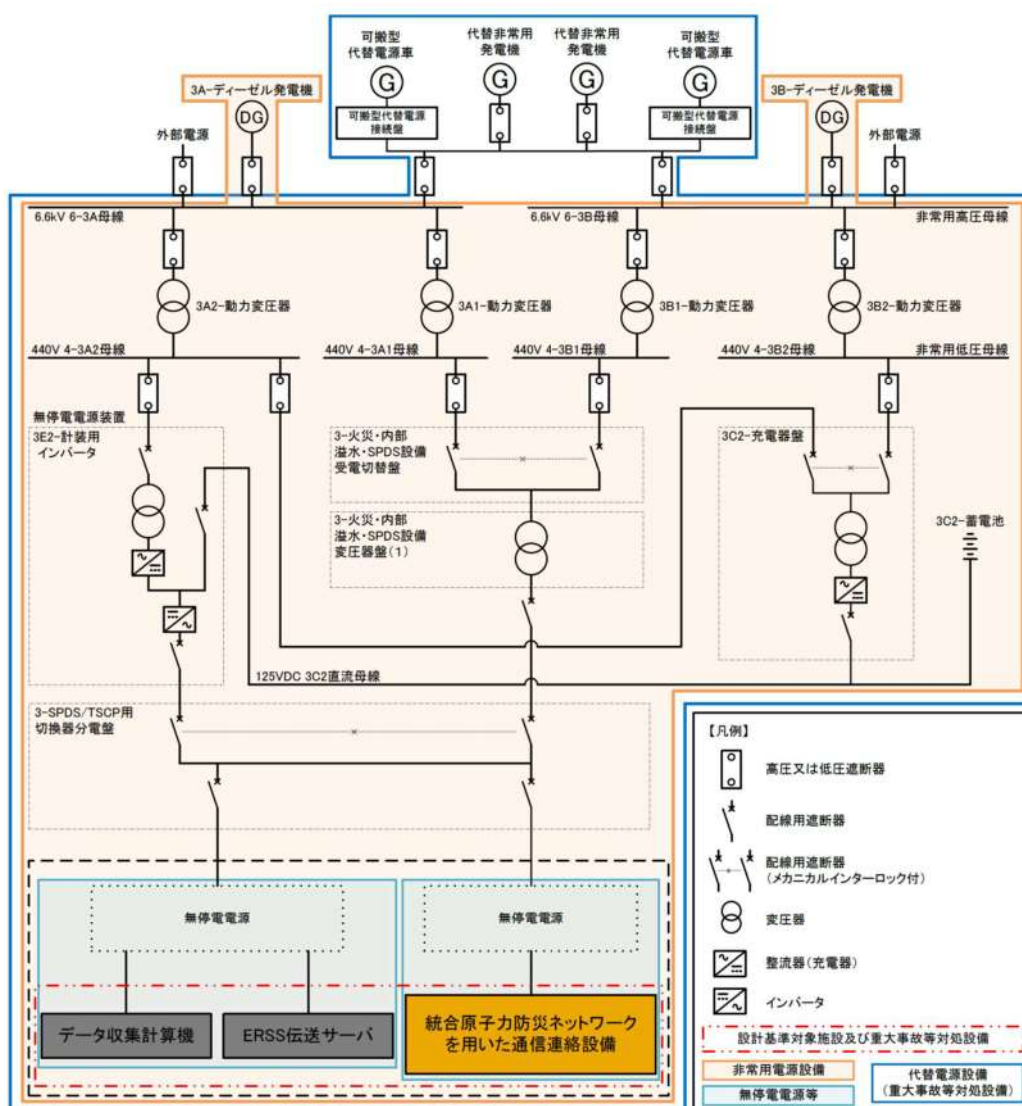 可搬型
代替電源車
代替非常用
発電機
代替非常用
発電機
可搬型
代替電源車
G
G
G
G
3A-ディーゼル発電機
3B-ディーゼル発電機
DG
DG
可搬型代替電源
接続盤
可搬型代替電源
接続盤
外部電源
外部電源
6.6kV 6-3A母線
6.6kV 6-3B母線
非常用高圧母線
3A2-動力変圧器
3A1-動力変圧器
3B1-動力変圧器
3B2-動力変圧器
440V 4-3A2母線
440V 4-3A1母線
440V 4-3B1母線
440V 4-3B2母線
非常用低圧母線
無停電電源装置
3E2-計装用
インバータ
3-火災・内部
溢水・SPDS設備
受電切替盤
3C2-充電器盤
3-火災・内部
溢水・SPDS設備
変圧器盤(1)
3C2-蓄電池
125VDC 3C2直流母線
3-SPDS/TSCP用
切換器分電盤
無停電電源
無停電電源
データ収集計算機
ERSS伝送サーバ
統合原子力防災ネットワーク
を用いた通信連絡設備
【凡例】
高圧又は低圧遮断器
配線用遮断器
配線用遮断器
(メカニカルインターロック付)
変圧器
整流器(充電器)
インバータ
設計基準対象施設及び重大事故等対処設備
非常用電源設備
無停電電源等
代替電源設備
(重大事故等対処設備)